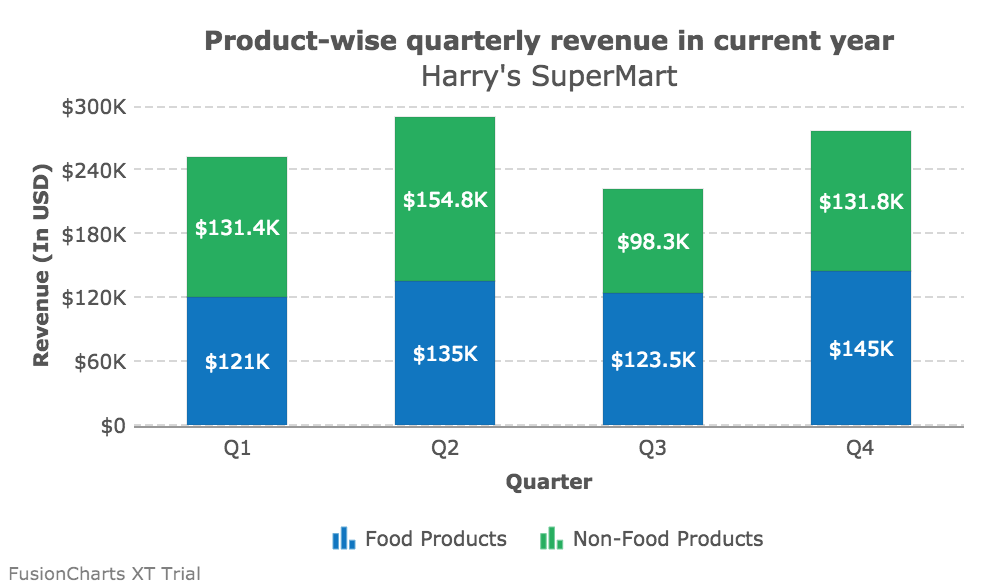 Product-wise quarterly revenue in current year
Harry's SuperMart
Revenue (In USD)
$300K
$240K
$180K
$120K
$60K
$0
$131.4K
$154.8K
$98.3K
$131.8K
$121K
$135K
$123.5K
$145K
Q1
Q2
Q3
Q4
Quarter
Food Products
Non-Food Products
FusionCharts XT Trial